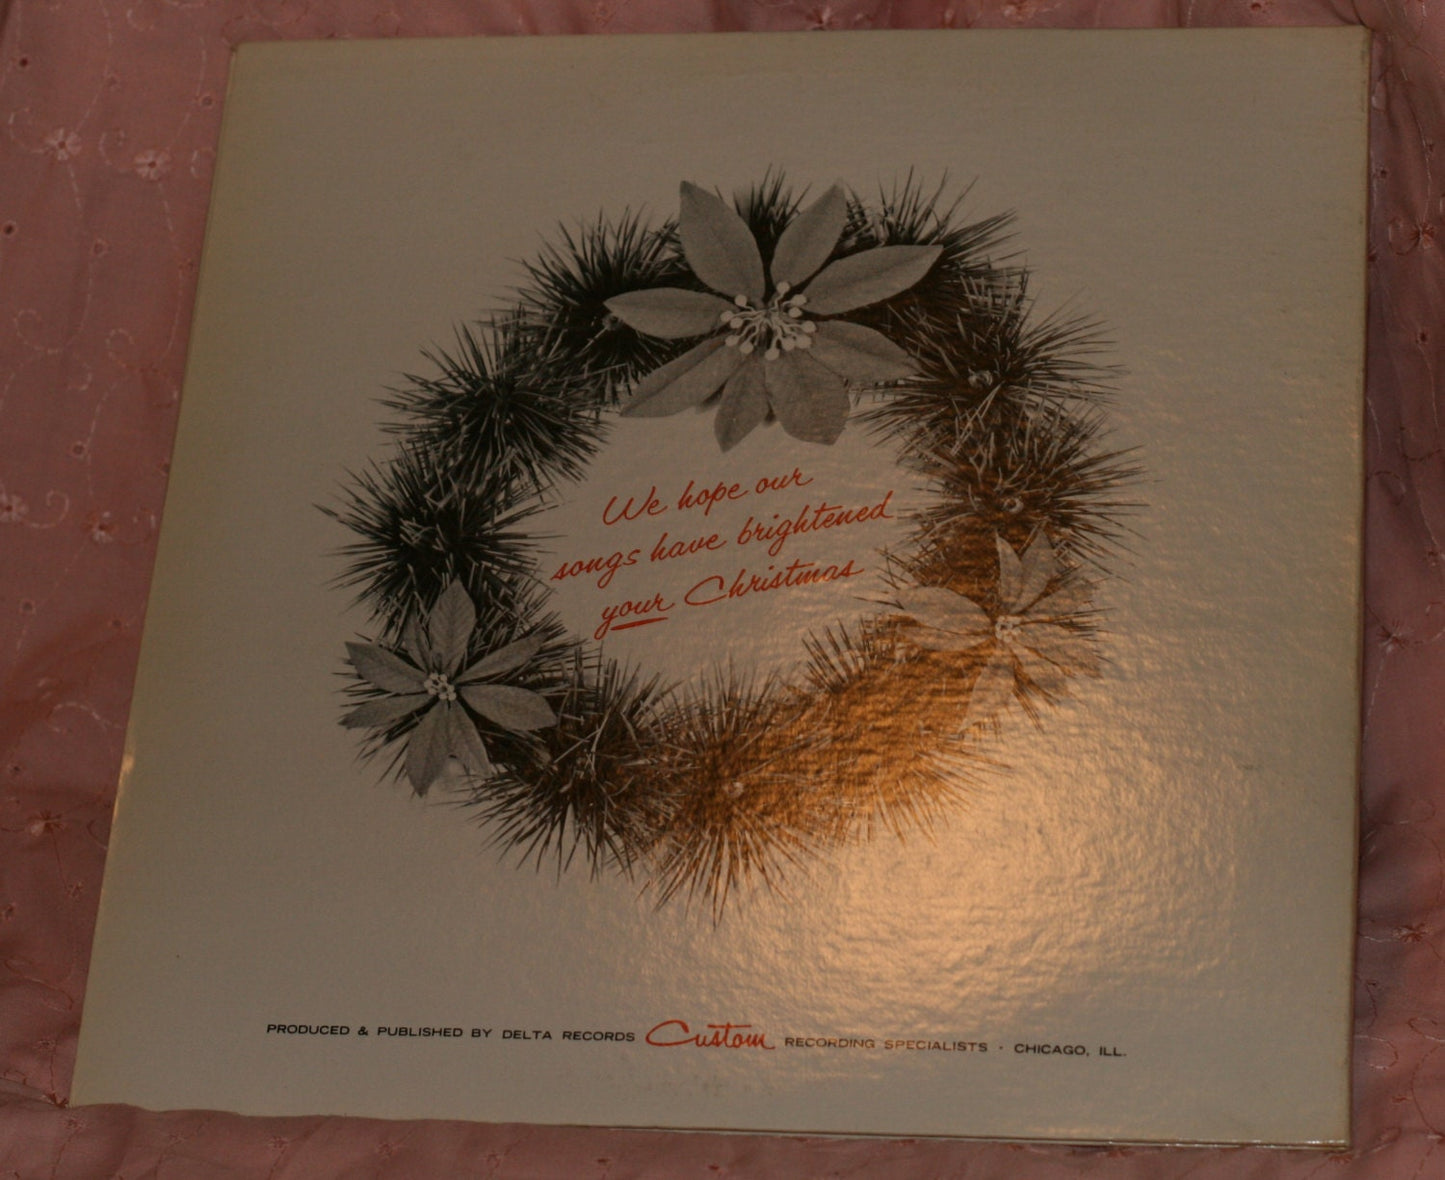 We hope our
songs have brightened
your Christmas
PRODUCED & PUBLISHED BY DELTA RECORDS Custom RECORDING SPECIALISTS · CHICAGO, ILL.